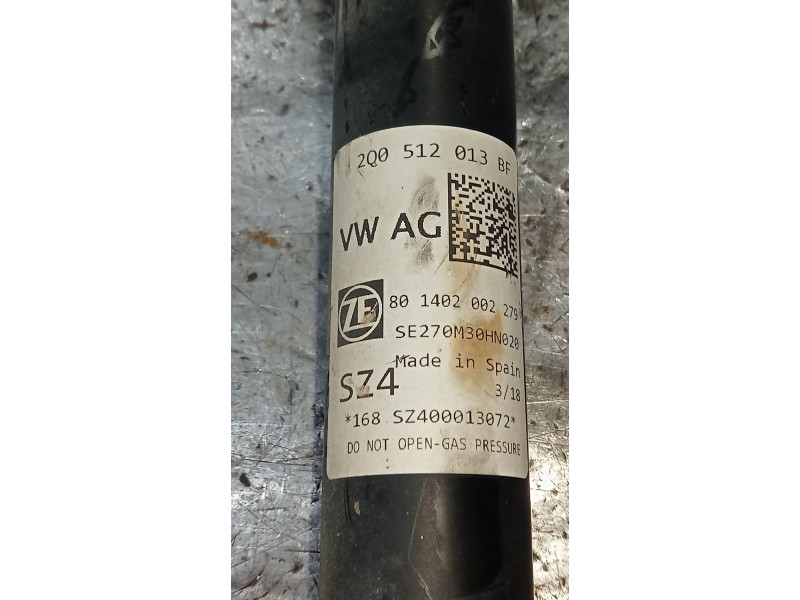 2Q0 512 013 BF
VW AG
ZF
80 1402 002 279
SE270M30HN020
Made in Spain
SZ4
3/18
*168 SZ400013072*
DO NOT OPEN-GAS PRESSURE